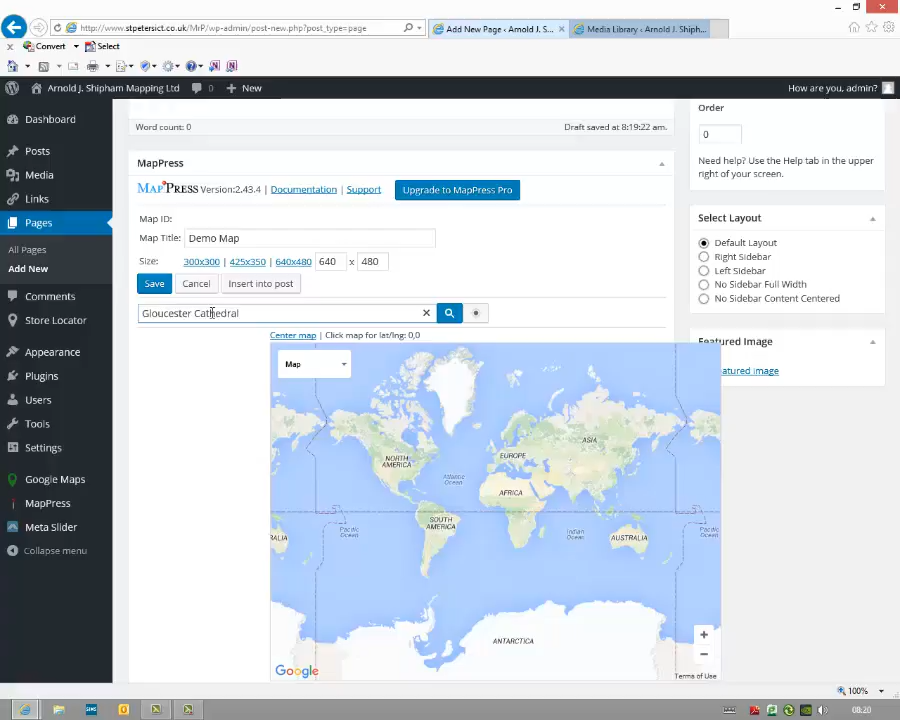 http://www.stpetersict.co.uk/MrP/wp-admin/post-new.php?post_type=page
Add New Page ‹ Arnold J. S...
Media Library ‹ Arnold J. Shiph...
Convert
Select
Arnold J. Shipham Mapping Ltd
0
New
How are you, admin?
Dashboard
Posts
Media
Links
Pages
All Pages
Add New
Comments
Store Locator
Appearance
Plugins
Users
Tools
Settings
Google Maps
MapPress
Meta Slider
Collapse menu
Word count: 0
Draft saved at 8:19:22 am.
MapPress
MAPPRESS Version:2.43.4 | Documentation | Support
Upgrade to MapPress Pro
Map ID:
Map Title: Demo Map
Size: 300x300 | 425x350 | 640x480 640 x 480
Save
Cancel
Insert into post
Gloucester Cathedral
Center map | Click map for lat/lng: 0,0
Map
NORTH
AMERICA
Atlantic
Ocean
EUROPE
ASIA
AFRICA
SOUTH
AMERICA
Pacific
Ocean
Indian
Ocean
AUSTRALIA
RALIA
Pacific
Ocean
ANTARCTICA
Google
Terms of Use
Order
0
Need help? Use the Help tab in the upper
right of your screen.
Select Layout
Default Layout
Right Sidebar
Left Sidebar
No Sidebar Full Width
No Sidebar Content Centered
Featured Image
atured image
100%
08:20